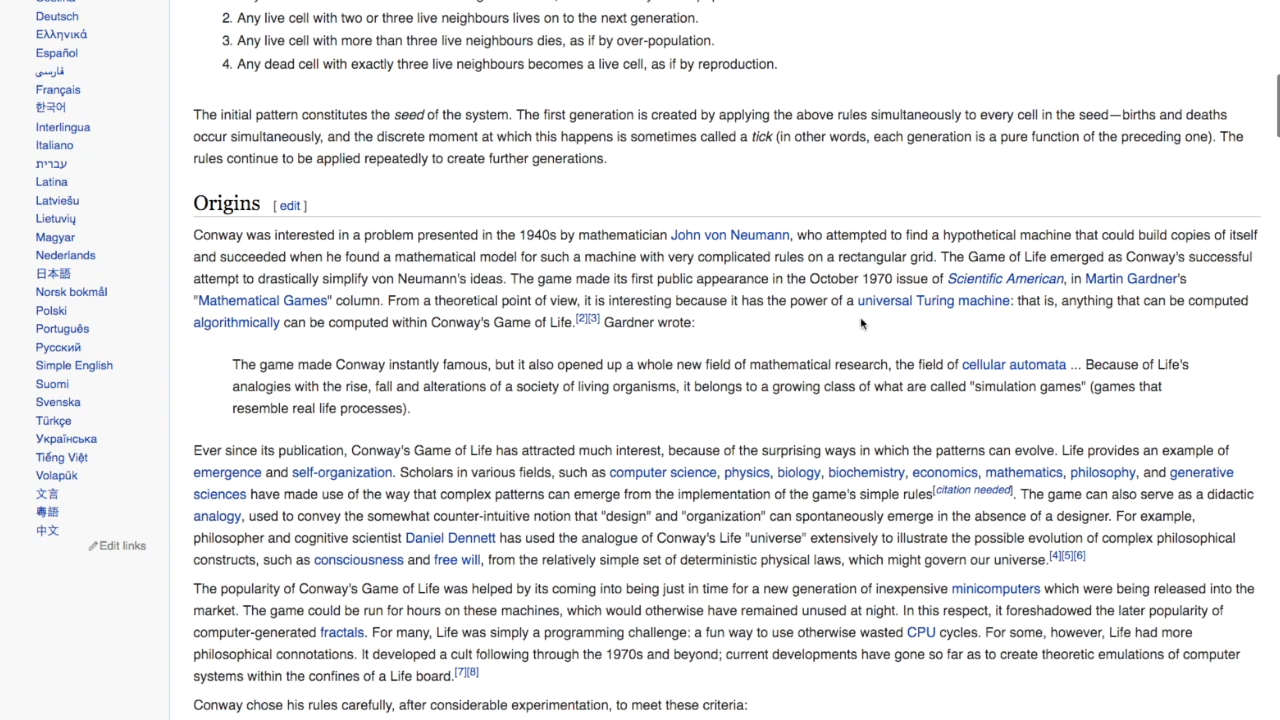 Deutsch
Ελληνικά
Español
فارسی
Français
한국어
Interlingua
Italiano
עברית
Latina
Latviešu
Lietuvių
Magyar
Nederlands
日本語
Norsk bokmål
Polski
Português
Русский
Simple English
Suomi
Svenska
Türkçe
Українська
Tiếng Việt
Volapük
文言
粵語
中文
Edit links
2. Any live cell with two or three live neighbours lives on to the next generation.
3. Any live cell with more than three live neighbours dies, as if by over-population.
4. Any dead cell with exactly three live neighbours becomes a live cell, as if by reproduction.
The initial pattern constitutes the seed of the system. The first generation is created by applying the above rules simultaneously to every cell in the seed—births and deaths
occur simultaneously, and the discrete moment at which this happens is sometimes called a tick (in other words, each generation is a pure function of the preceding one). The
rules continue to be applied repeatedly to create further generations.
Origins [ edit ]
Conway was interested in a problem presented in the 1940s by mathematician John von Neumann, who attempted to find a hypothetical machine that could build copies of itself
and succeeded when he found a mathematical model for such a machine with very complicated rules on a rectangular grid. The Game of Life emerged as Conway's successful
attempt to drastically simplify von Neumann's ideas. The game made its first public appearance in the October 1970 issue of Scientific American, in Martin Gardner's
"Mathematical Games" column. From a theoretical point of view, it is interesting because it has the power of a universal Turing machine: that is, anything that can be computed
algorithmically can be computed within Conway's Game of Life.[2][3] Gardner wrote:
The game made Conway instantly famous, but it also opened up a whole new field of mathematical research, the field of cellular automata ... Because of Life's
analogies with the rise, fall and alterations of a society of living organisms, it belongs to a growing class of what are called "simulation games" (games that
resemble real life processes).
Ever since its publication, Conway's Game of Life has attracted much interest, because of the surprising ways in which the patterns can evolve. Life provides an example of
emergence and self-organization. Scholars in various fields, such as computer science, physics, biology, biochemistry, economics, mathematics, philosophy, and generative
sciences have made use of the way that complex patterns can emerge from the implementation of the game's simple rules[citation needed]. The game can also serve as a didactic
analogy, used to convey the somewhat counter-intuitive notion that "design" and "organization" can spontaneously emerge in the absence of a designer. For example,
philosopher and cognitive scientist Daniel Dennett has used the analogue of Conway's Life "universe" extensively to illustrate the possible evolution of complex philosophical
constructs, such as consciousness and free will, from the relatively simple set of deterministic physical laws, which might govern our universe.[4][5][6]
The popularity of Conway's Game of Life was helped by its coming into being just in time for a new generation of inexpensive minicomputers which were being released into the
market. The game could be run for hours on these machines, which would otherwise have remained unused at night. In this respect, it foreshadowed the later popularity of
computer-generated fractals. For many, Life was simply a programming challenge: a fun way to use otherwise wasted CPU cycles. For some, however, Life had more
philosophical connotations. It developed a cult following through the 1970s and beyond; current developments have gone so far as to create theoretic emulations of computer
systems within the confines of a Life board.[7][8]
Conway chose his rules carefully, after considerable experimentation, to meet these criteria: